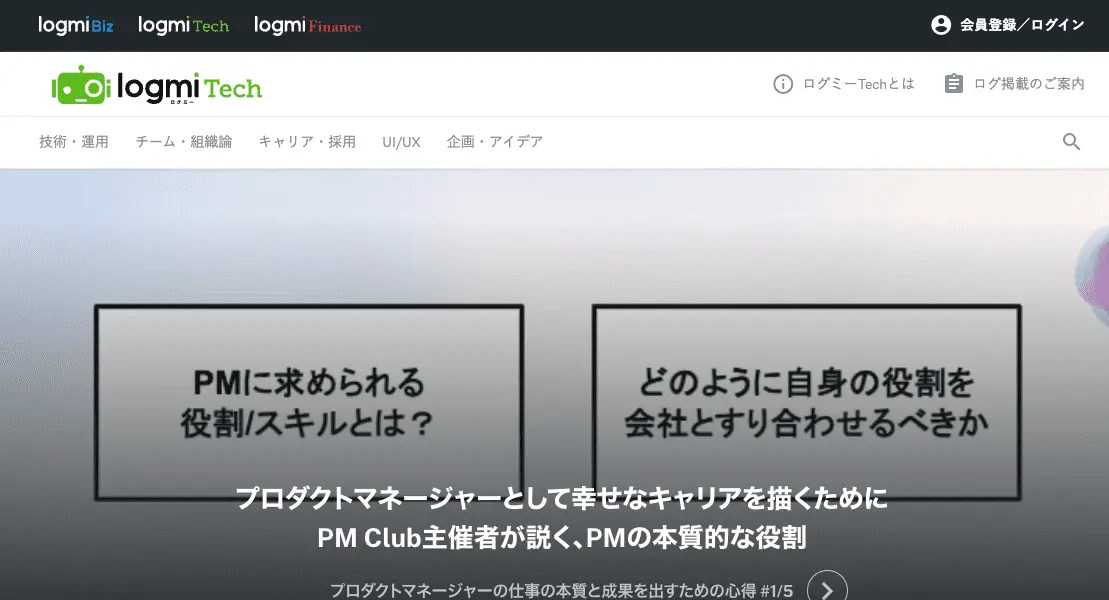 logmi Biz logmi Tech logmi Finance 会員登録／ログイン
logmi Tech
ログミー
ログミーTechとは ログ掲載のご案内
技術・運用 チーム・組織論 キャリア・採用 UI/UX 企画・アイデア
PMに求められる
役割/スキルとは？
どのように自身の役割を
会社とすり合わせるべきか
プロダクトマネージャーとして幸せなキャリアを描くために
PM Club主催者が説く、PMの本質的な役割
プロダクトマネージャーの仕事の本質と成果を出すための心得 #1/5